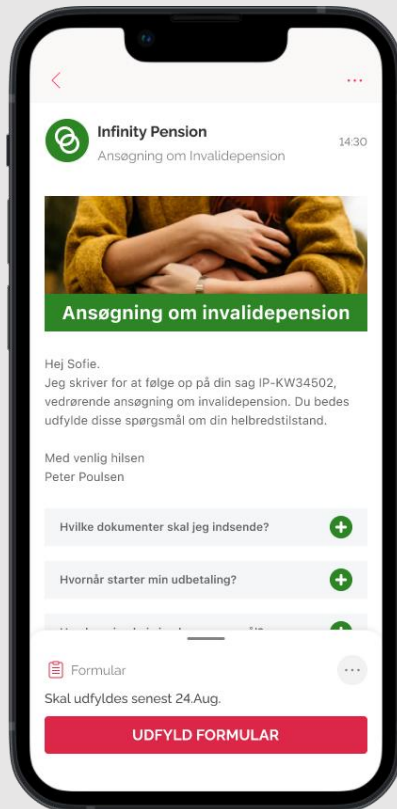 Infinity Pension
14:30
Ansøgning om Invalidepension
Ansøgning om invalidepension
Hej Sofie.
Jeg skriver for at følge op på din sag IP-KW34502,
vedrørende ansøgning om invalidepension. Du bedes
udfylde disse spørgsmål om din helbredstilstand.
Med venlig hilsen
Peter Poulsen
Hvilke dokumenter skal jeg indsende?
Hvornår starter min udbetaling?
Formular
Skal udfyldes senest 24.Aug.
UDFYLD FORMULAR